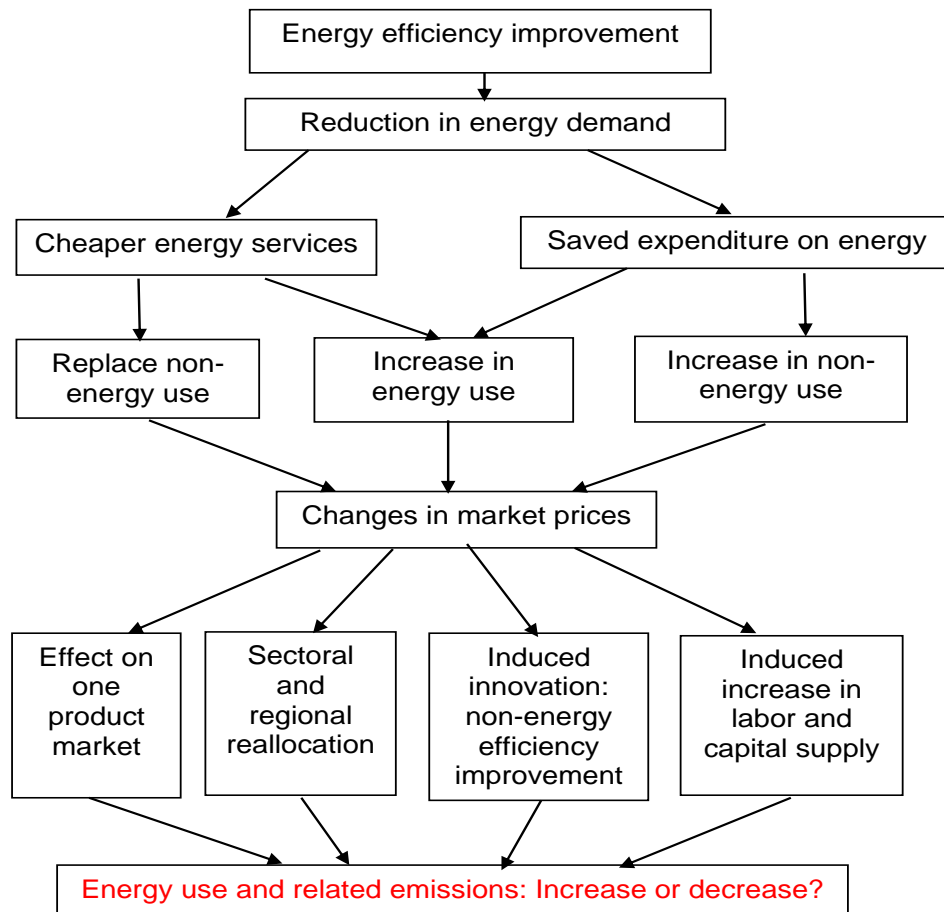 Energy efficiency improvement
Reduction in energy demand
Cheaper energy services
Saved expenditure on energy
Replace non-
energy use
Increase in
energy use
Increase in non-
energy use
Changes in market prices
Effect on
one
product
market
Sectoral
and
regional
reallocation
Induced
innovation:
non-energy
efficiency
improvement
Induced
increase in
labor and
capital supply
Energy use and related emissions: Increase or decrease?